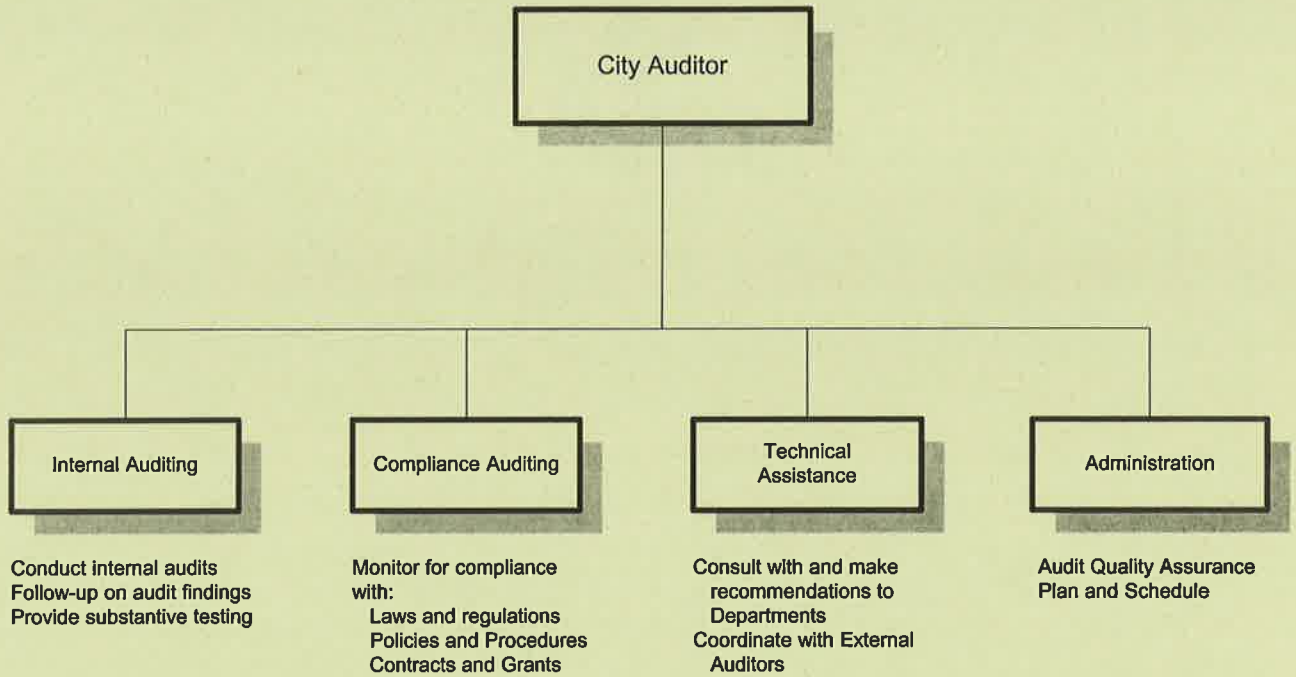 City Auditor
Internal Auditing
Conduct internal audits
Follow-up on audit findings
Provide substantive testing
Compliance Auditing
Monitor for compliance
with:
Laws and regulations
Policies and Procedures
Contracts and Grants
Technical
Assistance
Consult with and make
recommendations to
Departments
Coordinate with External
Auditors
Administration
Audit Quality Assurance
Plan and Schedule